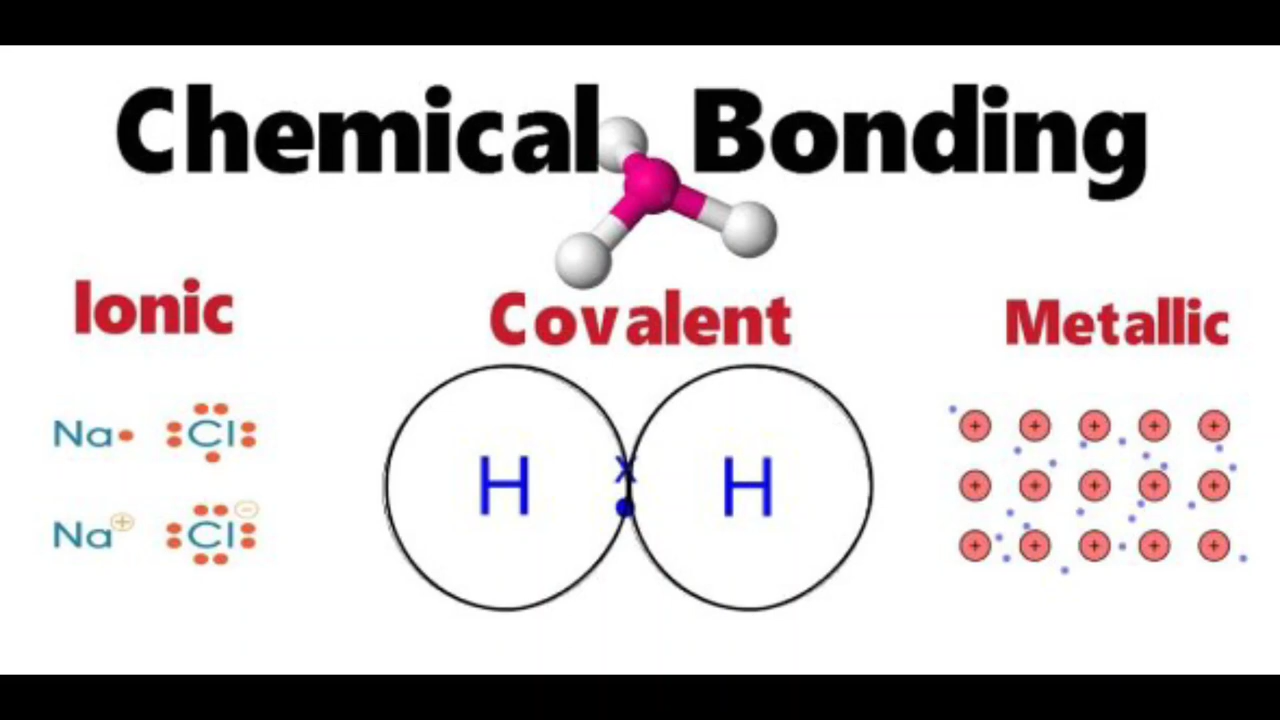 Chemical Bonding
Ionic
Covalent
Metallic
Na Cl
Na+ Cl−
H x H
+ + + + +
+ + + + +
+ + + + +